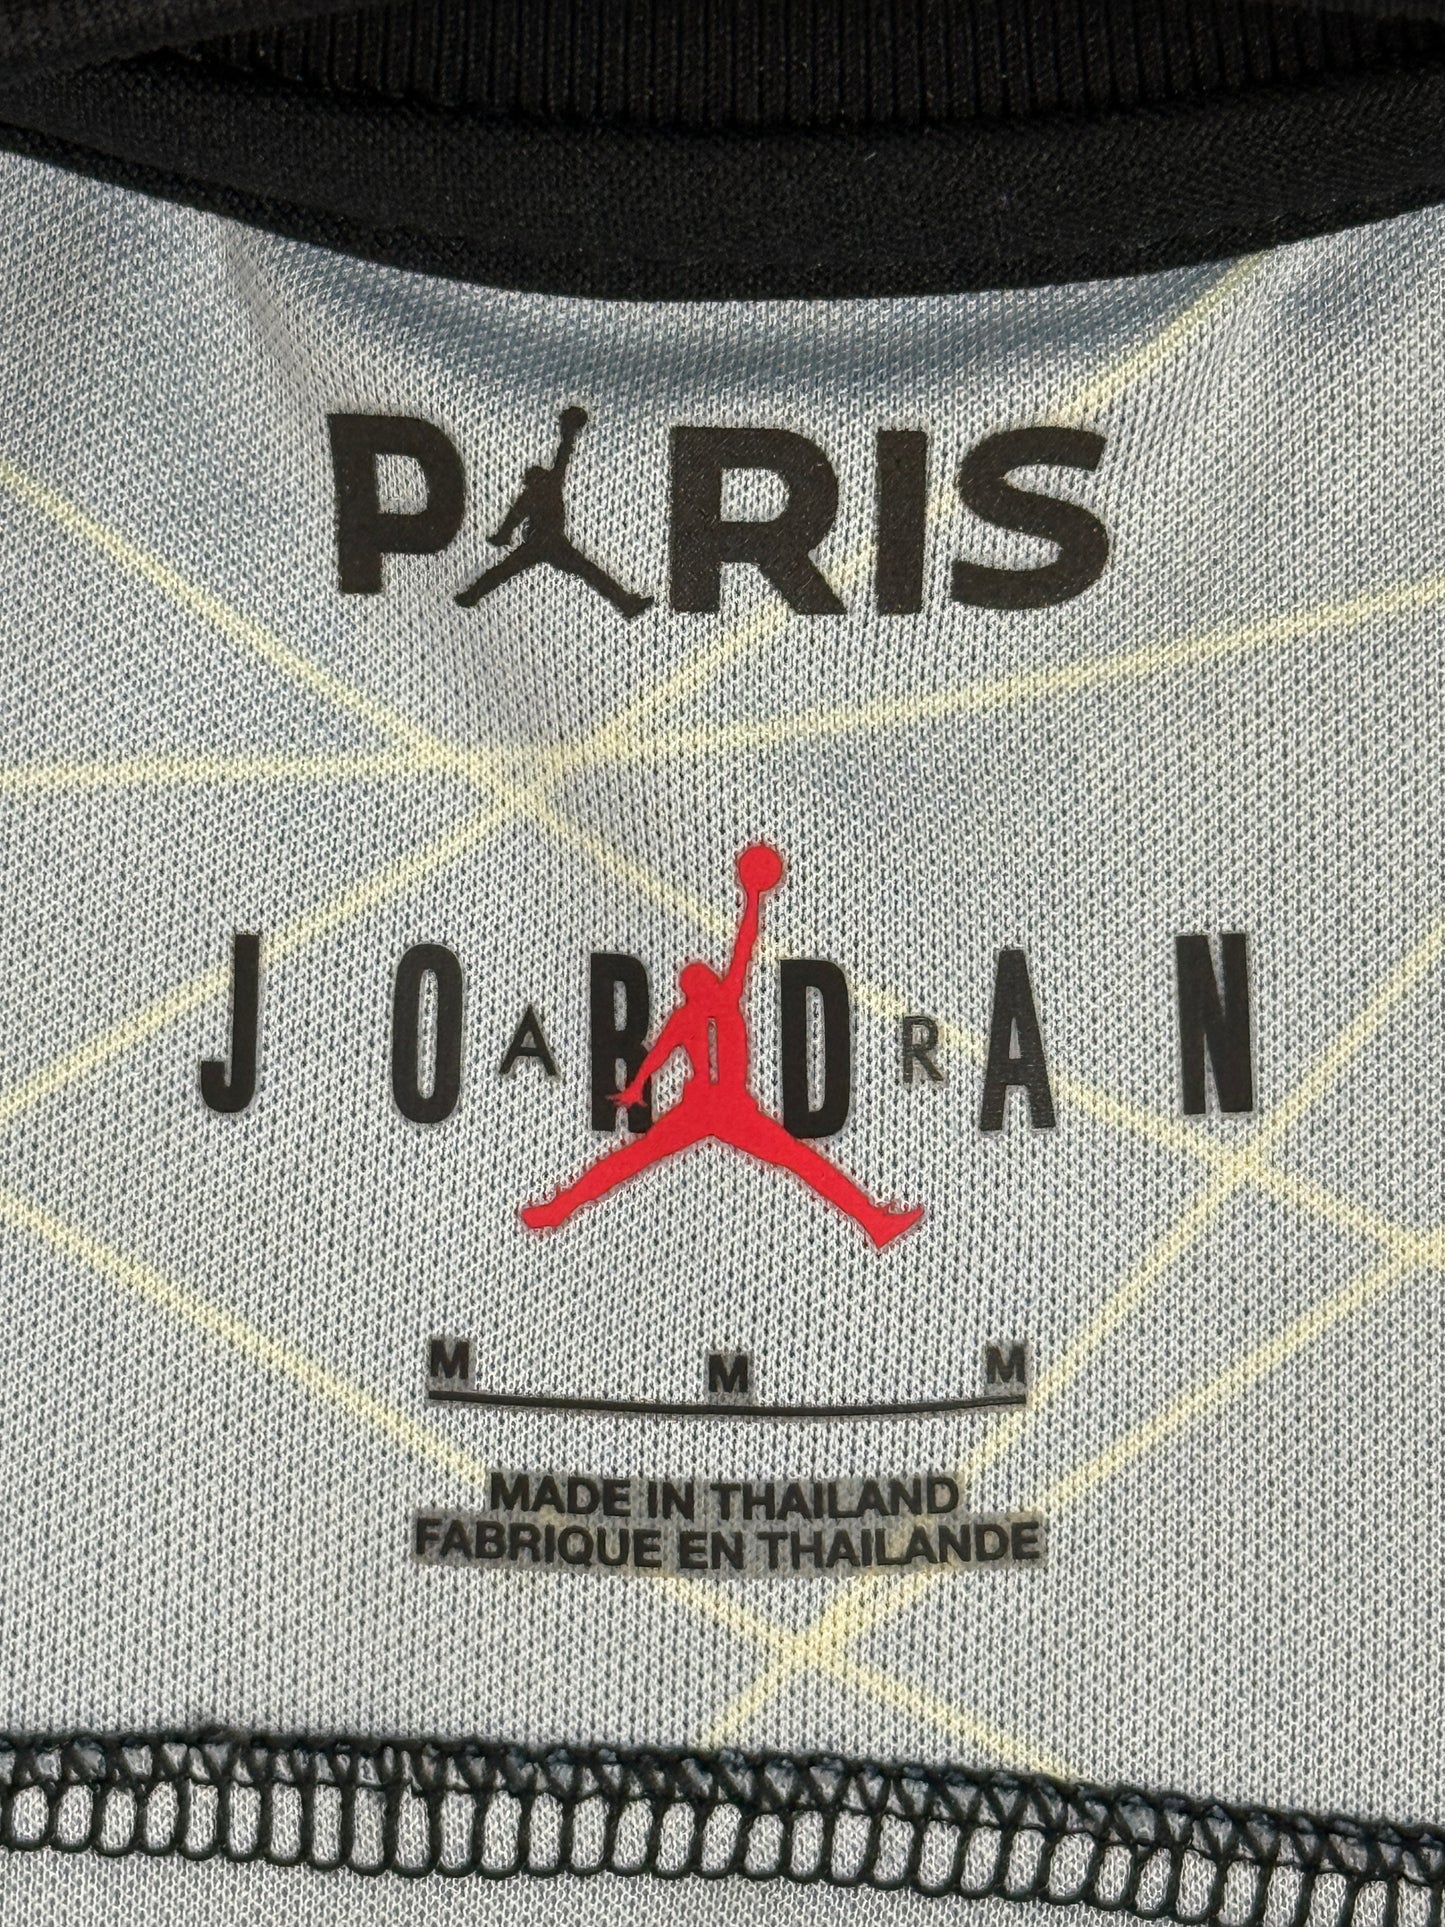 PARIS
JORDAN
AIR
M M M
MADE IN THAILAND
FABRIQUE EN THAILANDE